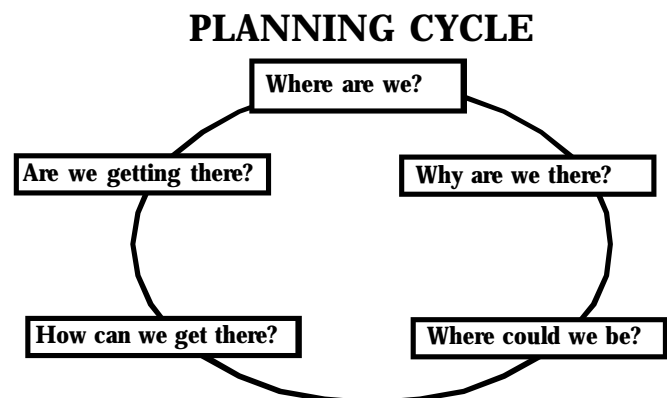 PLANNING CYCLE
Where are we?
Are we getting there?
Why are we there?
How can we get there?
Where could we be?